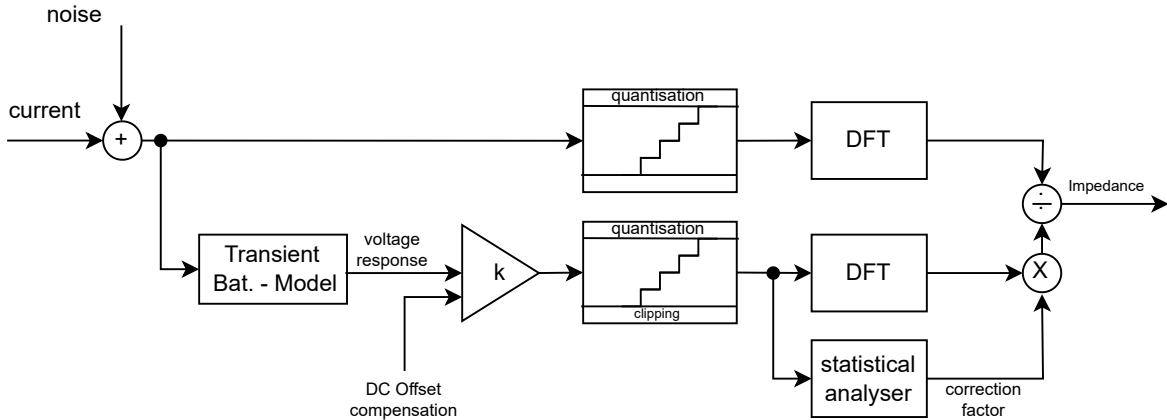 noise
current
+
quantisation
DFT
Impedance
÷
Transient
Bat. - Model
voltage
response
k
quantisation
clipping
DFT
X
DC Offset
compensation
statistical
analyser
correction
factor